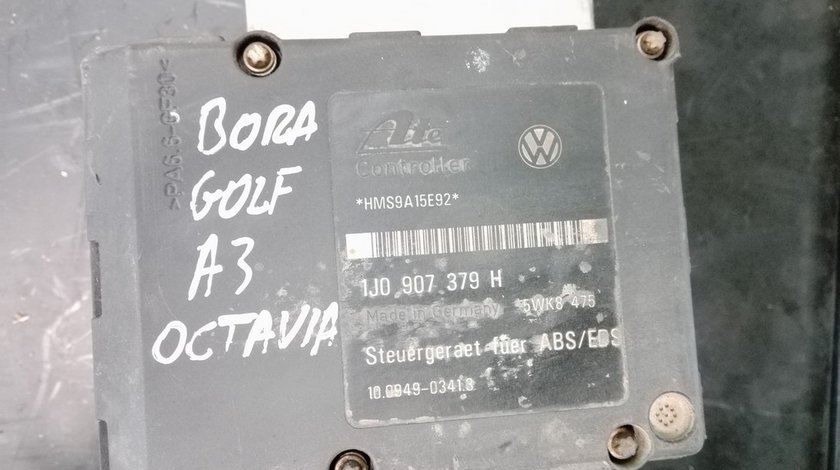 >PA6.6-GF30<
BORA
GOLF
A3
OCTAVIA
Ate
Controller
*HMS9A15E92*
1J0 907 379 H
Made in Germany 5WK8 475
Steuergeraet fuer ABS/EDS
10.0949-0341.3